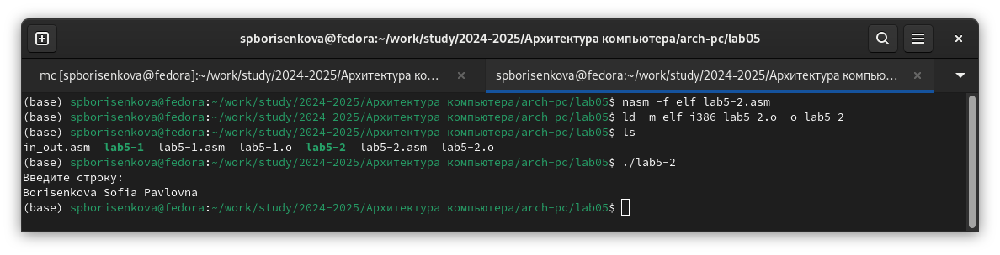 spborisenkova@fedora:~/work/study/2024-2025/Архитектура компьютера/arch-pc/lab05
mc [spborisenkova@fedora]:~/work/study/2024-2025/Архитектура ко...
spborisenkova@fedora:~/work/study/2024-2025/Архитектура компью...
(base) spborisenkova@fedora:~/work/study/2024-2025/Архитектура компьютера/arch-pc/lab05$ nasm -f elf lab5-2.asm
(base) spborisenkova@fedora:~/work/study/2024-2025/Архитектура компьютера/arch-pc/lab05$ ld -m elf_i386 lab5-2.o -o lab5-2
(base) spborisenkova@fedora:~/work/study/2024-2025/Архитектура компьютера/arch-pc/lab05$ ls
in_out.asm  lab5-1  lab5-1.asm  lab5-1.o  lab5-2  lab5-2.asm  lab5-2.o
(base) spborisenkova@fedora:~/work/study/2024-2025/Архитектура компьютера/arch-pc/lab05$ ./lab5-2
Введите строку:
Borisenkova Sofia Pavlovna
(base) spborisenkova@fedora:~/work/study/2024-2025/Архитектура компьютера/arch-pc/lab05$